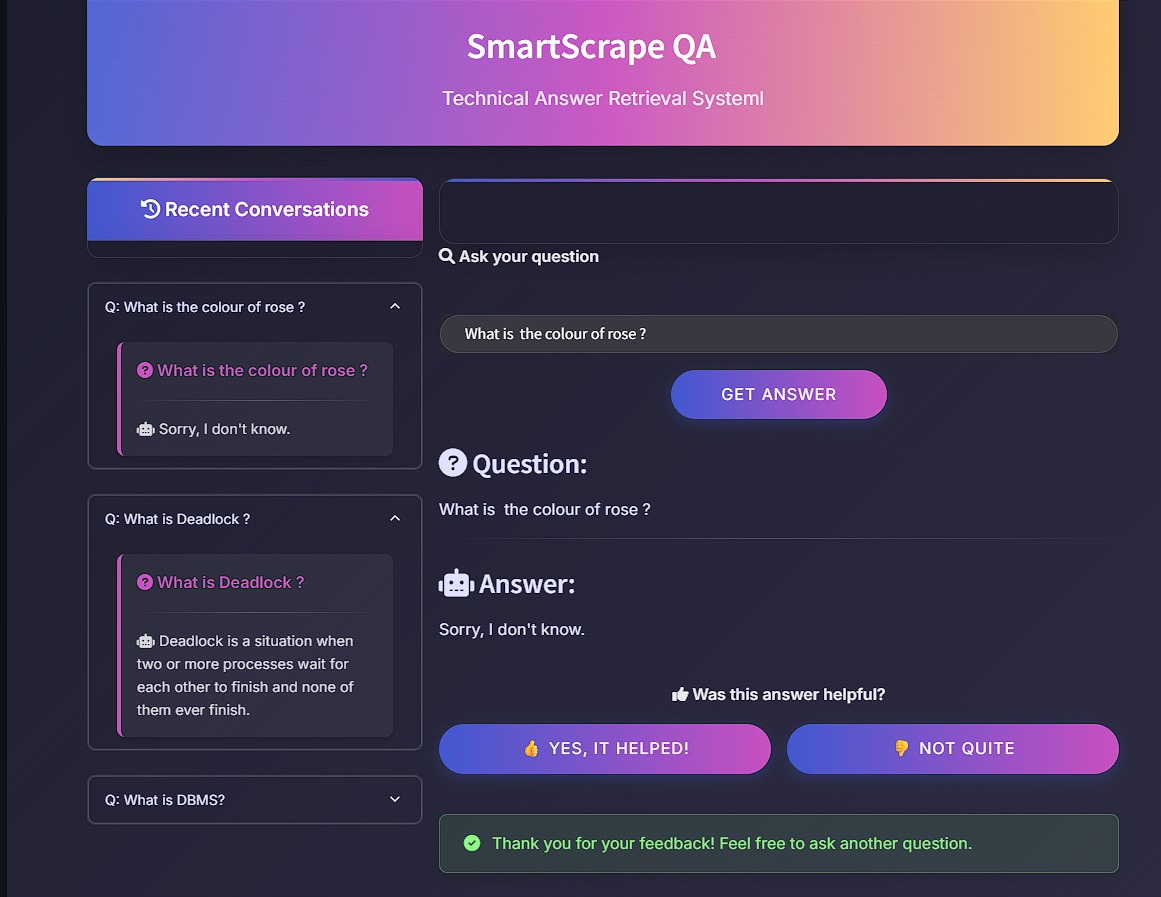 SmartScrape QA
Technical Answer Retrieval Systeml
Recent Conversations
Q: What is the colour of rose ?
What is the colour of rose ?
Sorry, I don't know.
Q: What is Deadlock ?
What is Deadlock ?
Deadlock is a situation when
two or more processes wait for
each other to finish and none of
them ever finish.
Q: What is DBMS?
Ask your question
What is  the colour of rose ?
GET ANSWER
Question:
What is  the colour of rose ?
Answer:
Sorry, I don't know.
Was this answer helpful?
👍 YES, IT HELPED!
👎 NOT QUITE
Thank you for your feedback! Feel free to ask another question.